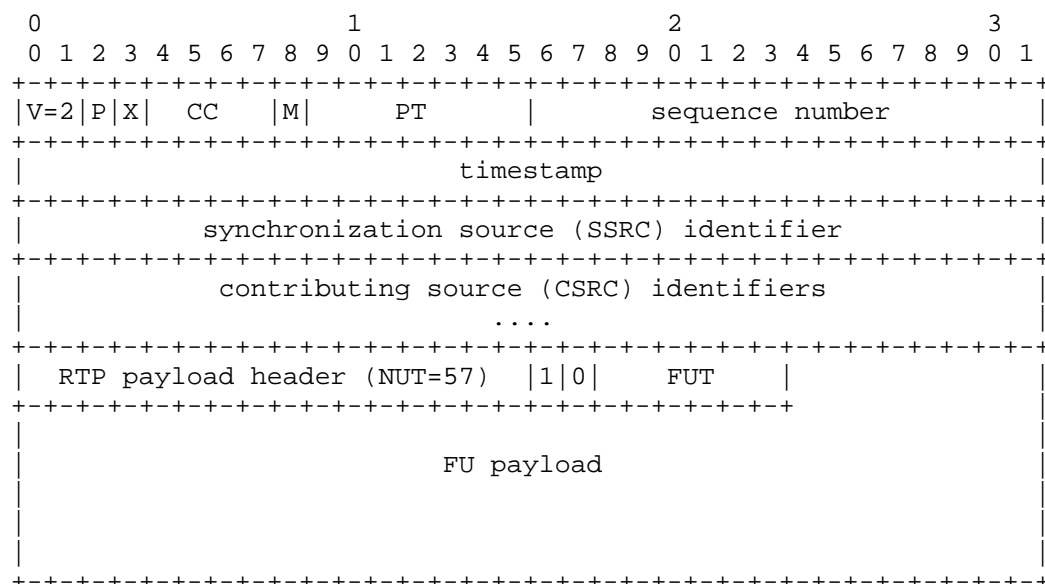 0                   1                   2                   3
 0 1 2 3 4 5 6 7 8 9 0 1 2 3 4 5 6 7 8 9 0 1 2 3 4 5 6 7 8 9 0 1
+-+-+-+-+-+-+-+-+-+-+-+-+-+-+-+-+-+-+-+-+-+-+-+-+-+-+-+-+-+-+-+-+
|V=2|P|X|  CC   |M|     PT      |       sequence number         |
+-+-+-+-+-+-+-+-+-+-+-+-+-+-+-+-+-+-+-+-+-+-+-+-+-+-+-+-+-+-+-+-+
|                           timestamp                           |
+-+-+-+-+-+-+-+-+-+-+-+-+-+-+-+-+-+-+-+-+-+-+-+-+-+-+-+-+-+-+-+-+
|           synchronization source (SSRC) identifier            |
+-+-+-+-+-+-+-+-+-+-+-+-+-+-+-+-+-+-+-+-+-+-+-+-+-+-+-+-+-+-+-+-+
|            contributing source (CSRC) identifiers             |
|                             ....                              |
+-+-+-+-+-+-+-+-+-+-+-+-+-+-+-+-+-+-+-+-+-+-+-+-+-+-+-+-+-+-+-+-+
|  RTP payload header (NUT=57)  |1|0|    FUT    |               |
+-+-+-+-+-+-+-+-+-+-+-+-+-+-+-+-+-+-+-+-+-+-+-+-+               |
|                                                               |
|                          FU payload                           |
|                                                               |
|                                                               |
|                                                               |
+-+-+-+-+-+-+-+-+-+-+-+-+-+-+-+-+-+-+-+-+-+-+-+-+-+-+-+-+-+-+-+-+